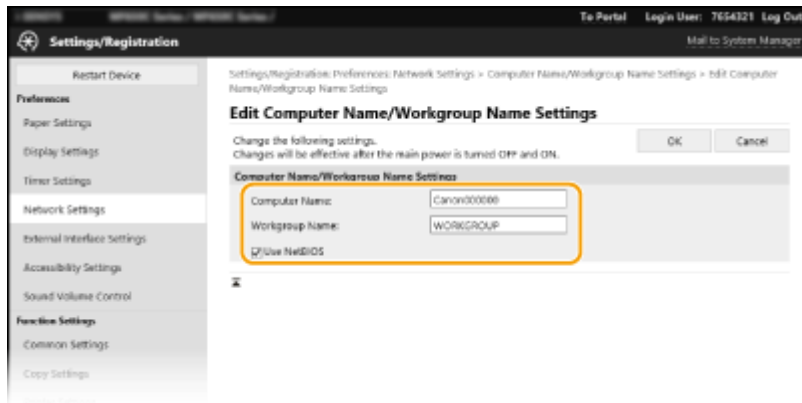 To Portal Login User: 7654321 Log Out
Settings/Registration
Mail to System Manager
Restart Device
Preferences
Paper Settings
Display Settings
Timer Settings
Network Settings
External Interface Settings
Accessibility Settings
Sound Volume Control
Function Settings
Common Settings
Copy Settings
Settings/Registration: Preferences: Network Settings > Computer Name/Workgroup Name Settings > Edit Computer
Name/Workgroup Name Settings
Edit Computer Name/Workgroup Name Settings
Change the following settings.
Changes will be effective after the main power is turned OFF and ON.
OK Cancel
Computer Name/Workgroup Name Settings
Computer Name: Canon000000
Workgroup Name: WORKGROUP
Use NetBIOS